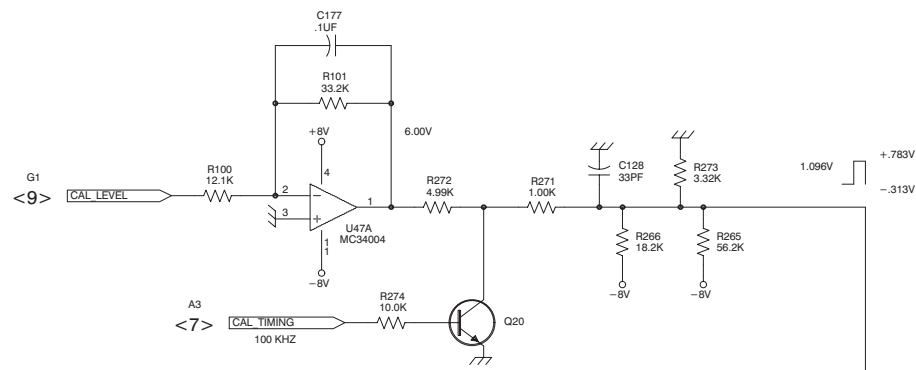 C177
.1UF
R101
33.2K
+8V
6.00V
4
G1
<9>
CAL_LEVEL
R100
12.1K
2
3
1
U47A
MC34004
1
1
-8V
R272
4.99K
R271
1.00K
C128
33PF
R273
3.32K
1.096V
+.783V
-.313V
R266
18.2K
-8V
R265
56.2K
-8V
A3
<7>
CAL_TIMING
100 KHZ
R274
10.0K
Q20